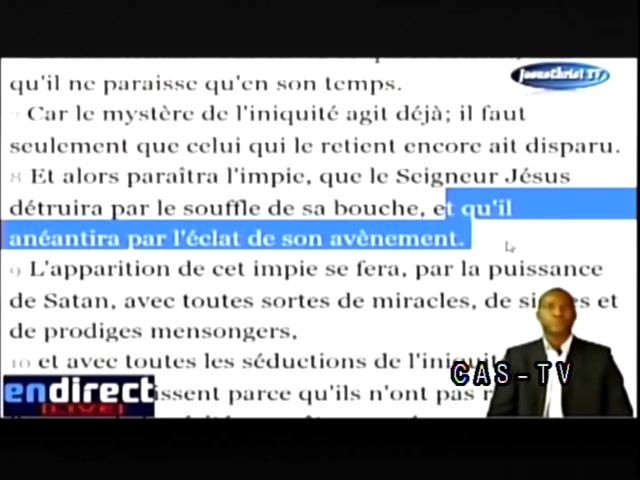 JesusChrist TV
qu'il ne paraisse qu'en son temps.
7 Car le mystère de l'iniquité agit déjà; il faut
seulement que celui qui le retient encore ait disparu.
8 Et alors paraîtra l'impie, que le Seigneur Jésus
détruira par le souffle de sa bouche, et qu'il
anéantira par l'éclat de son avènement.
9 L'apparition de cet impie se fera, par la puissance
de Satan, avec toutes sortes de miracles, de si es et
de prodiges mensongers,
10 et avec toutes les séductions de l'iniquit
CAS-TV
issent parce qu'ils n'ont pas
endirect
(LIVE)